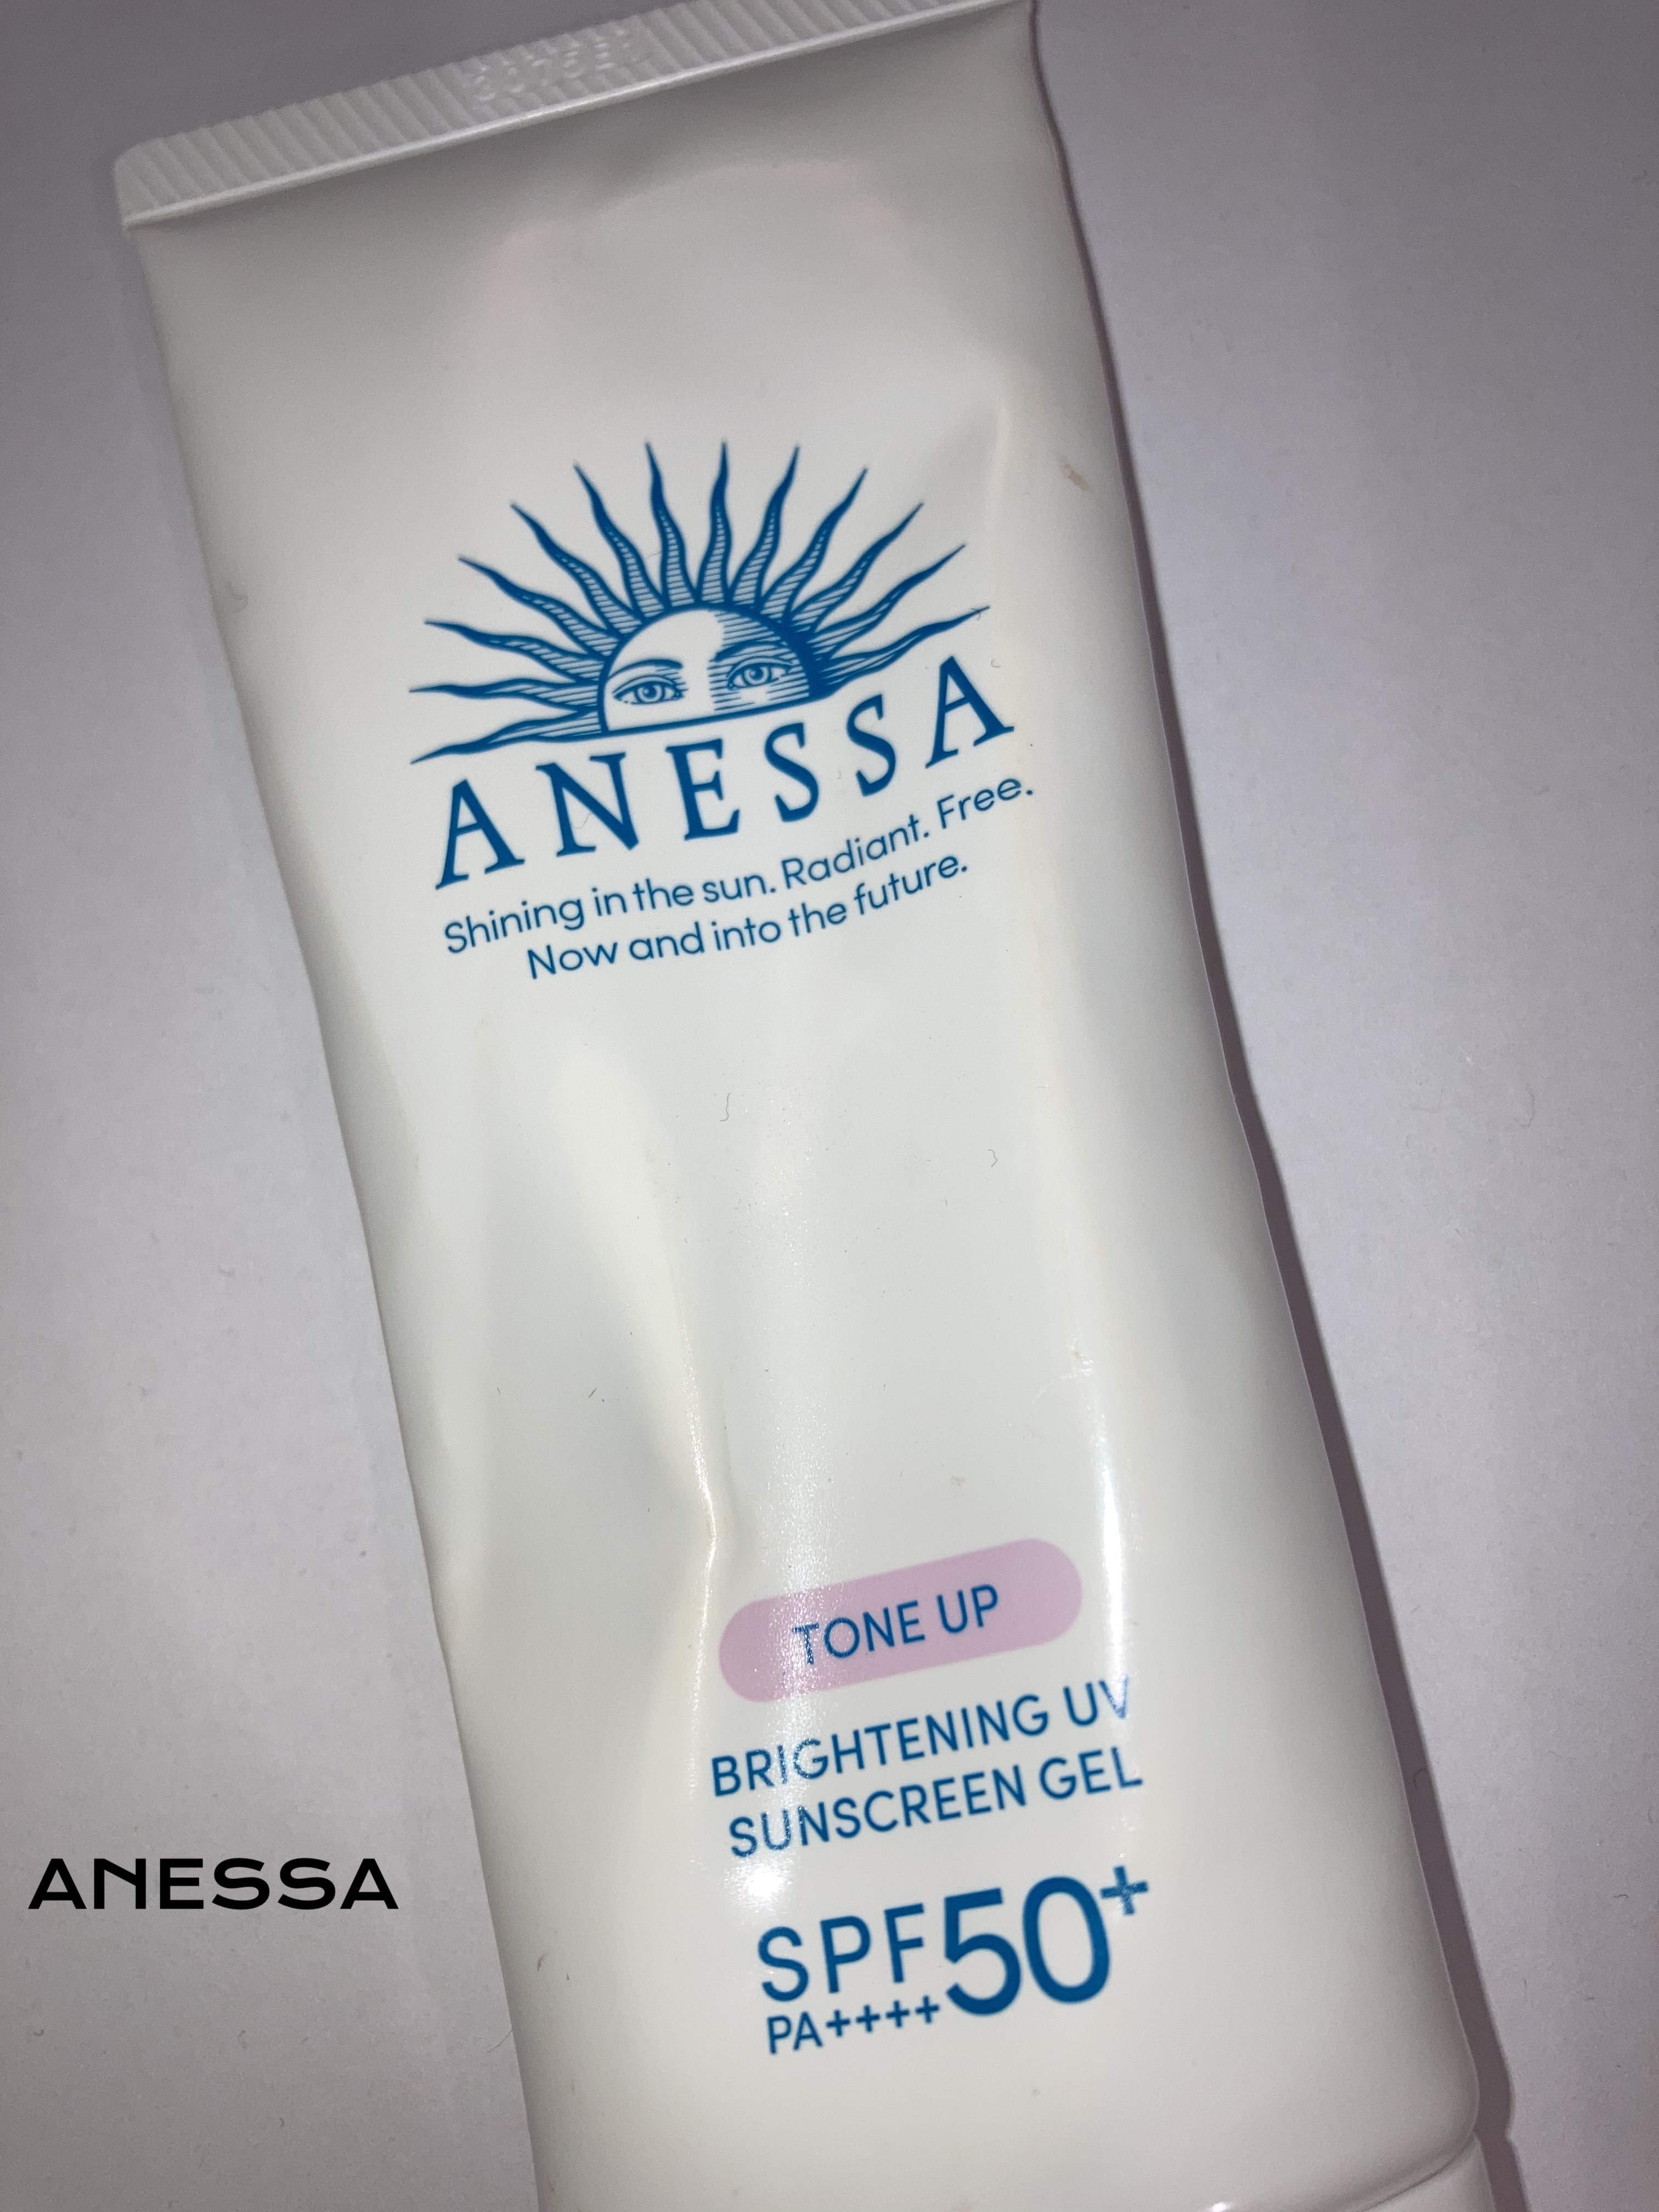 ANESSA
Shining in the sun. Radiant. Free.
Now and into the future.
TONE UP
BRIGHTENING UV
SUNSCREEN GEL
SPF50+
PA++++
ANESSA